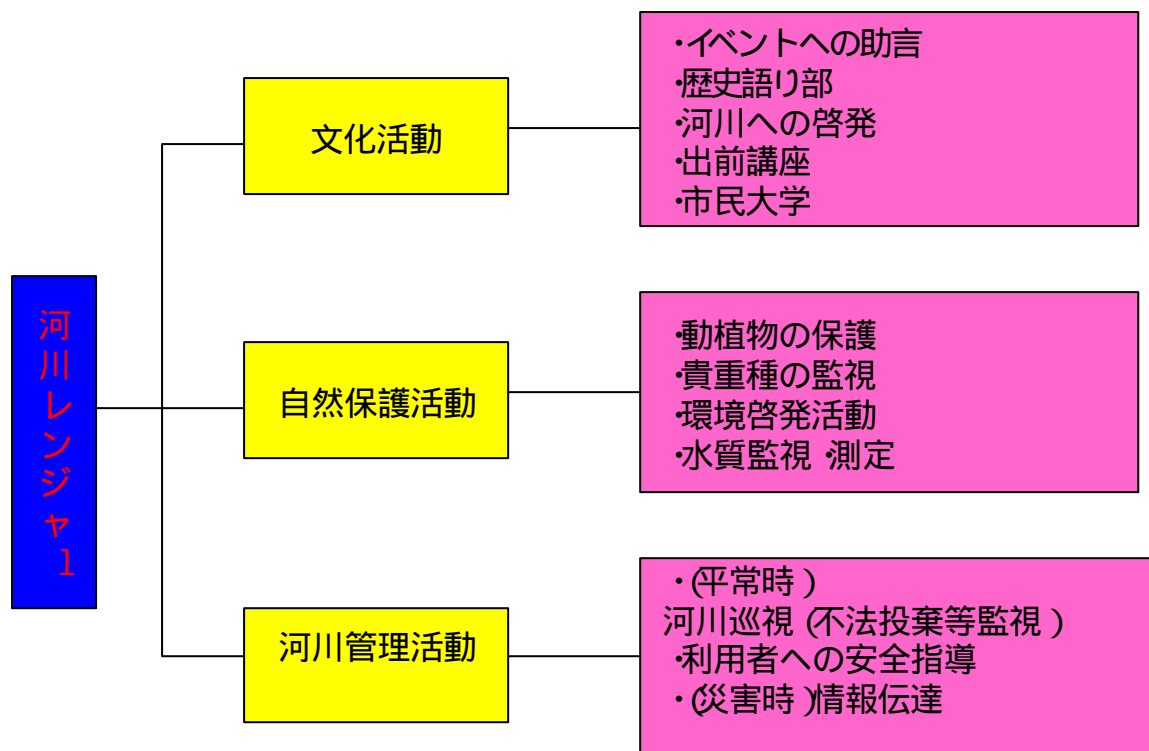 河川レンジャ1
文化活動
・イベントへの助言
・歴史語り部
・河川への啓発
・出前講座
・市民大学
自然保護活動
・動植物の保護
・貴重種の監視
・環境啓発活動
・水質監視・測定
河川管理活動
・(平常時)
河川巡視(不法投棄等監視)
・利用者への安全指導
・(災害時)情報伝達